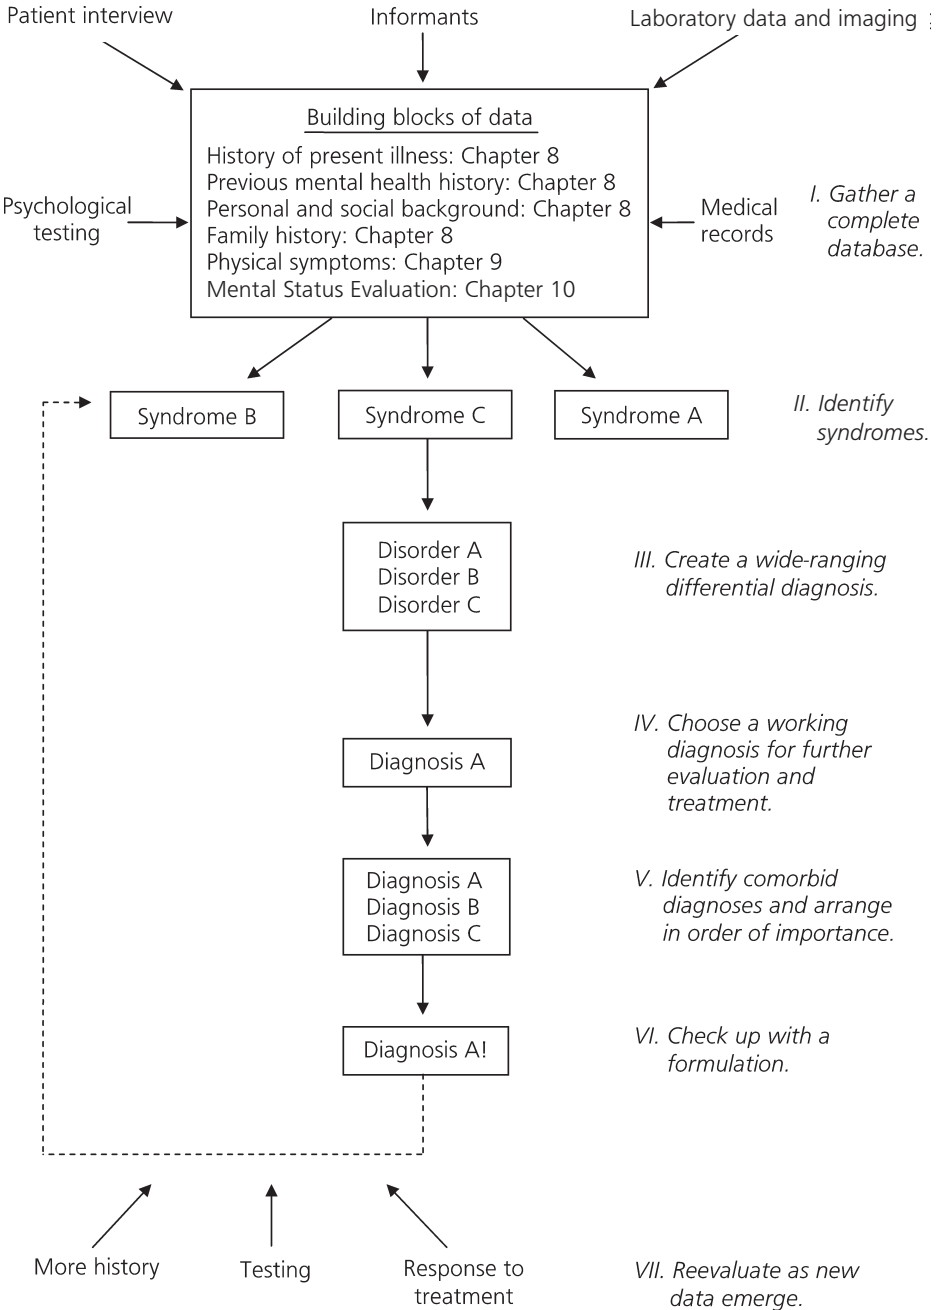 Patient interview
Informants
Laboratory data and imaging
Building blocks of data
History of present illness: Chapter 8
Previous mental health history: Chapter 8
Personal and social background: Chapter 8
Family history: Chapter 8
Physical symptoms: Chapter 9
Mental Status Evaluation: Chapter 10
Psychological
testing
Medical
records
I. Gather a
complete
database.
Syndrome B
Syndrome C
Syndrome A
II. Identify
syndromes.
Disorder A
Disorder B
Disorder C
III. Create a wide-ranging
differential diagnosis.
Diagnosis A
IV. Choose a working
diagnosis for further
evaluation and
treatment.
Diagnosis A
Diagnosis B
Diagnosis C
V. Identify comorbid
diagnoses and arrange
in order of importance.
Diagnosis A!
VI. Check up with a
formulation.
More history
Testing
Response to
treatment
VII. Reevaluate as new
data emerge.